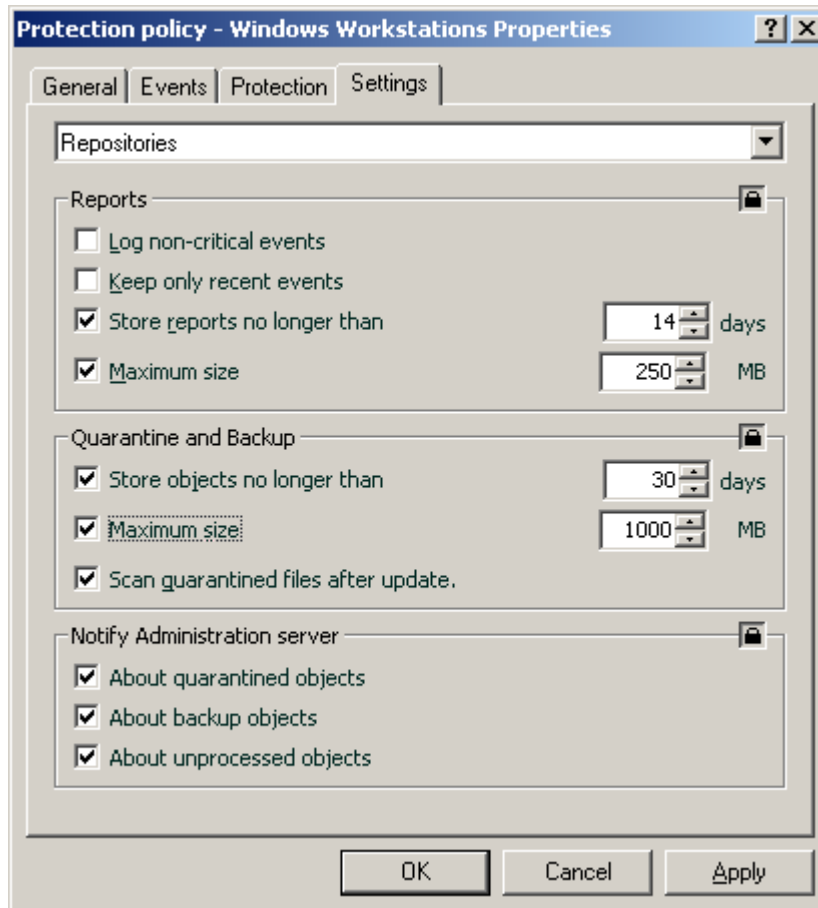 Protection policy - Windows Workstations Properties ? X
General Events Protection Settings
Repositories
Reports
Log non-critical events
Keep only recent events
Store reports no longer than 14 days
Maximum size 250 MB
Quarantine and Backup
Store objects no longer than 30 days
Maximum size 1000 MB
Scan quarantined files after update.
Notify Administration server
About quarantined objects
About backup objects
About unprocessed objects
OK Cancel Apply